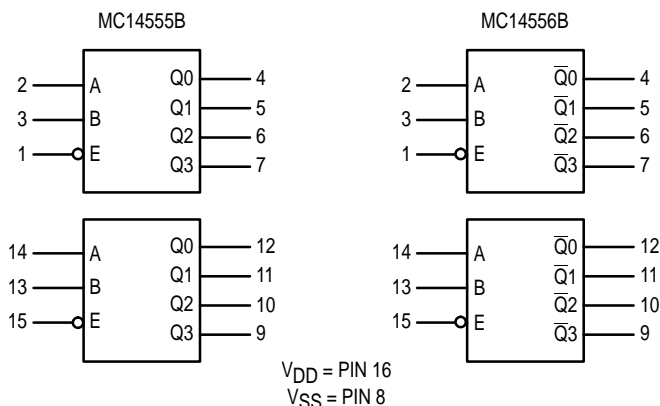 MC14555B
2 A Q0 4
3 B Q1 5
1 E Q2 6
Q3 7
14 A Q0 12
13 B Q1 11
15 E Q2 10
Q3 9
MC14556B
2 A Q̅0 4
3 B Q̅1 5
1 E Q̅2 6
Q̅3 7
14 A Q̅0 12
13 B Q̅1 11
15 E Q̅2 10
Q̅3 9
VDD = PIN 16
VSS = PIN 8